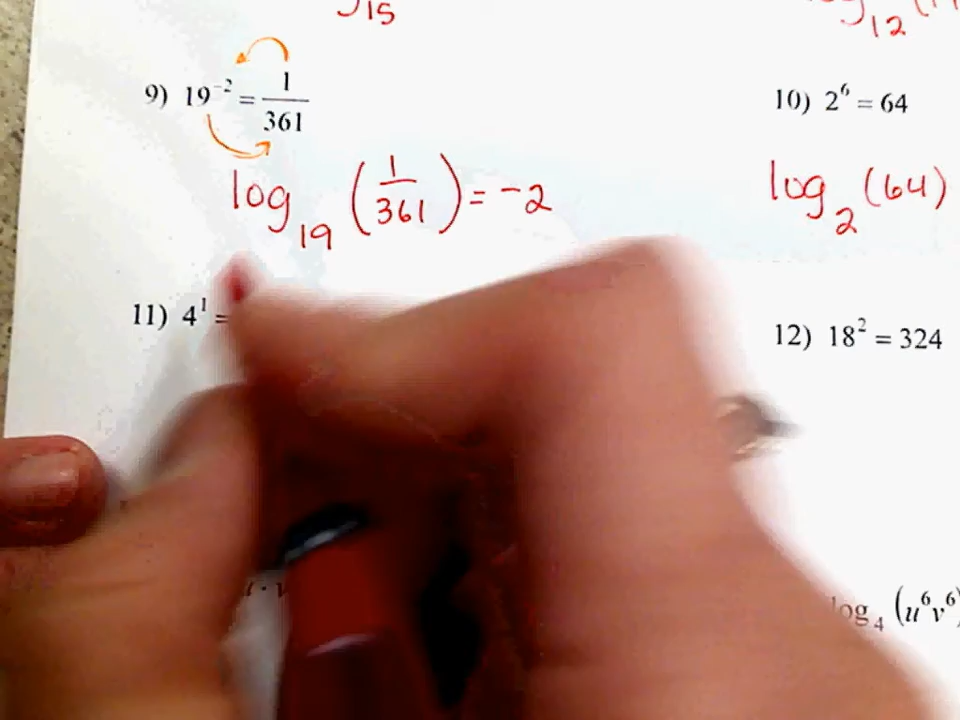 15
log₁₂
9) 19⁻² = 1/361
10) 2⁶ = 64
log₁₉ (1/361) = -2
log₂ (64)
11) 4¹ =
12) 18² = 324
log₄ (u⁶v⁶)